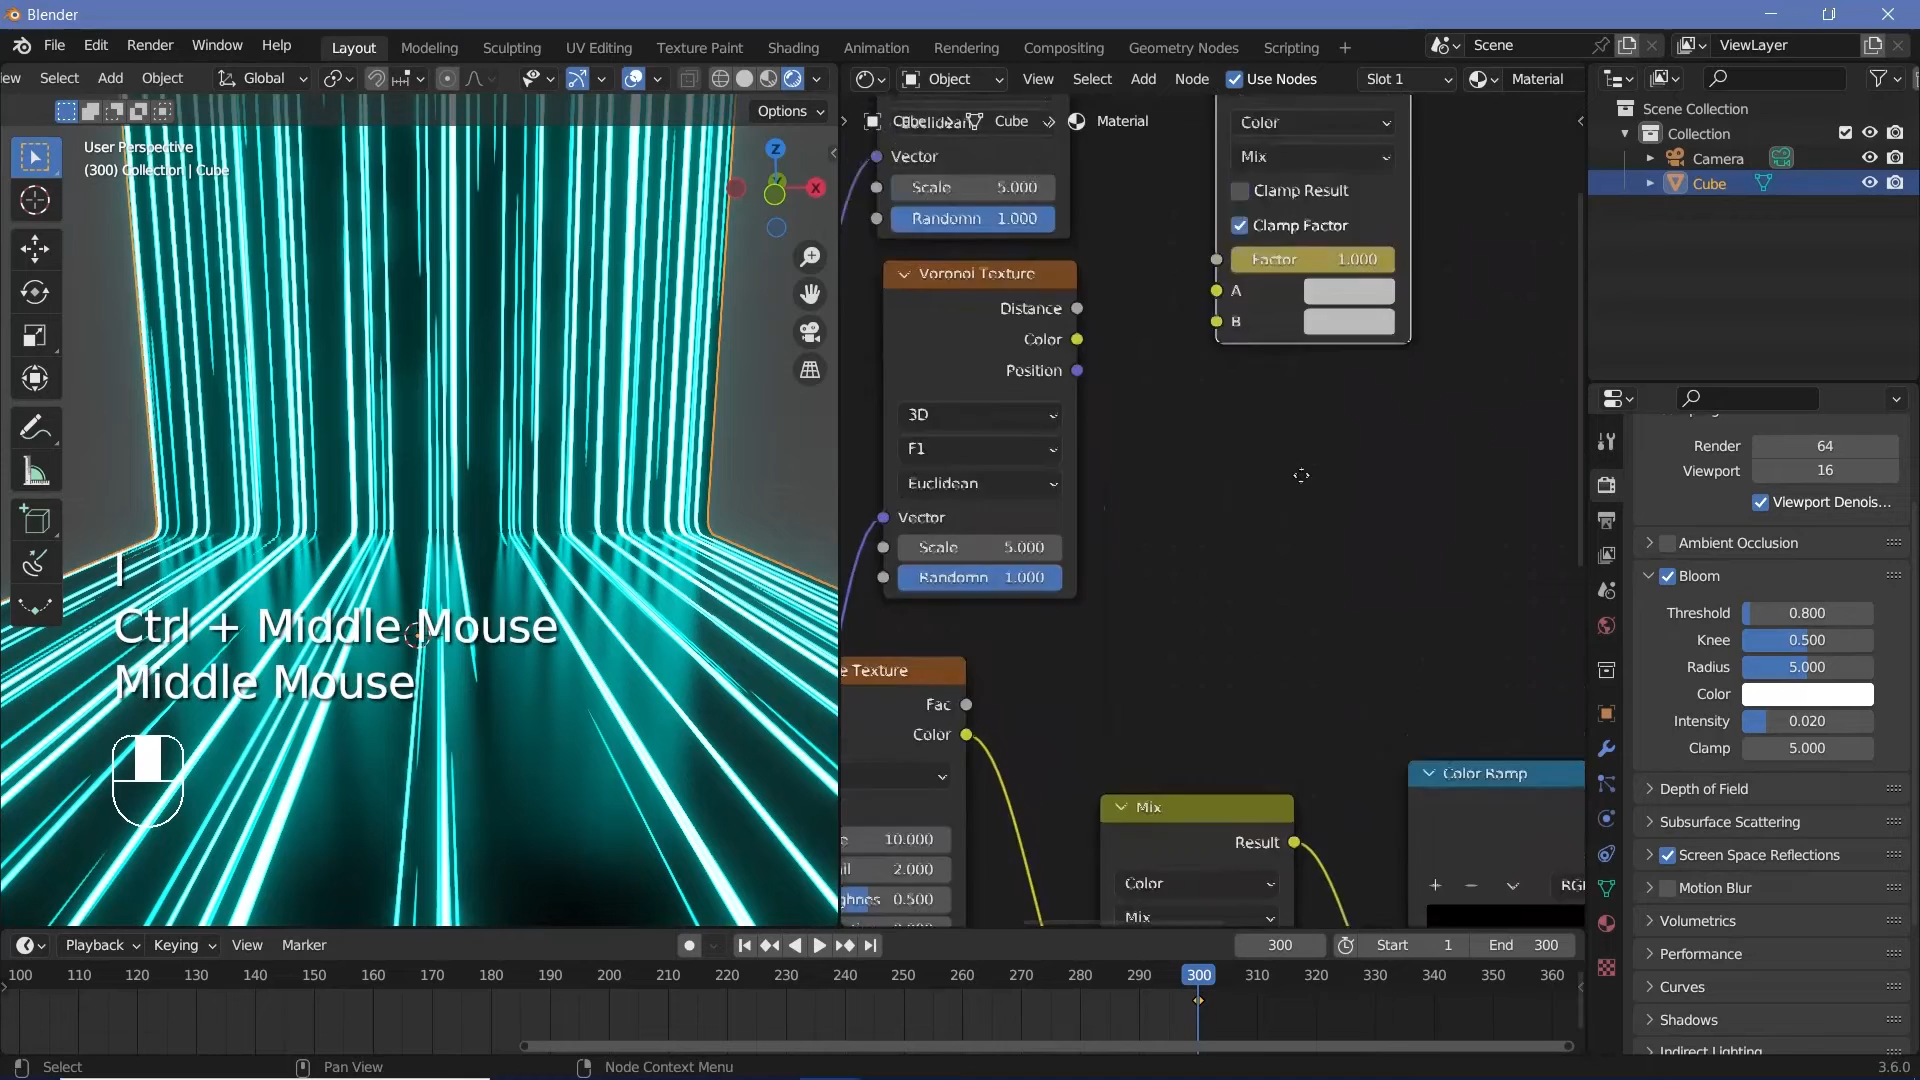 Blender
File Edit Render Window Help Layout Modeling Sculpting UV Editing Texture Paint Shading Animation Rendering Compositing Geometry Nodes Scripting + Scene ViewLayer
ew Select Add Object Global Object View Select Add Node Use Nodes Slot 1 Material
Options
Cube Cube Material
User Perspective
(300) Collection | Cube
Z
X
Euclidean
Vector
Scale 5.000
Randomn 1.000
Voronoi Texture
Distance
Color
Position
3D
F1
Euclidean
Vector
Scale 5.000
Randomn 1.000
Color
Mix
Clamp Result
Clamp Factor
Factor 1.000
A
B
e Texture
Fac
Color
e 10.000
il 2.000
ghnes 0.500
Mix
Result
Color
Mix
Color Ramp
+ −
I
Ctrl + Middle Mouse
Middle Mouse
Scene Collection
Collection
Camera
Cube
Render 64
Viewport 16
Viewport Denois...
Ambient Occlusion
Bloom
Threshold 0.800
Knee 0.500
Radius 5.000
Color
Intensity 0.020
Clamp 5.000
Depth of Field
Subsurface Scattering
Screen Space Reflections
Motion Blur
Volumetrics
Performance
Curves
Shadows
Indirect Lighting
Playback Keying View Marker 300 Start 1 End 300
100 110 120 130 140 150 160 170 180 190 200 210 220 230 240 250 260 270 280 290 300 310 320 330 340 350 360
Select Pan View Node Context Menu 3.6.0